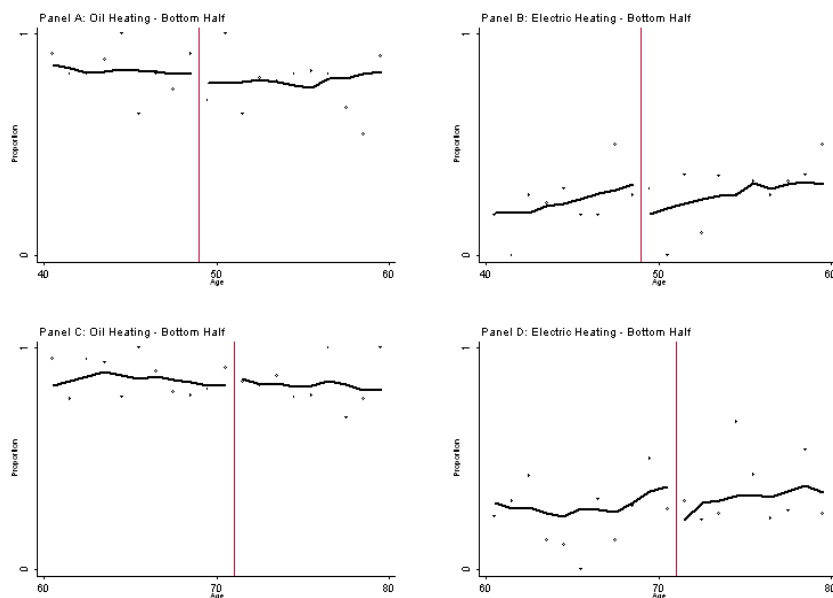 Panel A: Oil Heating - Bottom Half
1
Proportion
0
40
50
60
Age
Panel B: Electric Heating - Bottom Half
1
Proportion
0
40
50
60
Age
Panel C: Oil Heating - Bottom Half
1
Proportion
0
60
70
80
Age
Panel D: Electric Heating - Bottom Half
1
Proportion
0
60
70
80
Age